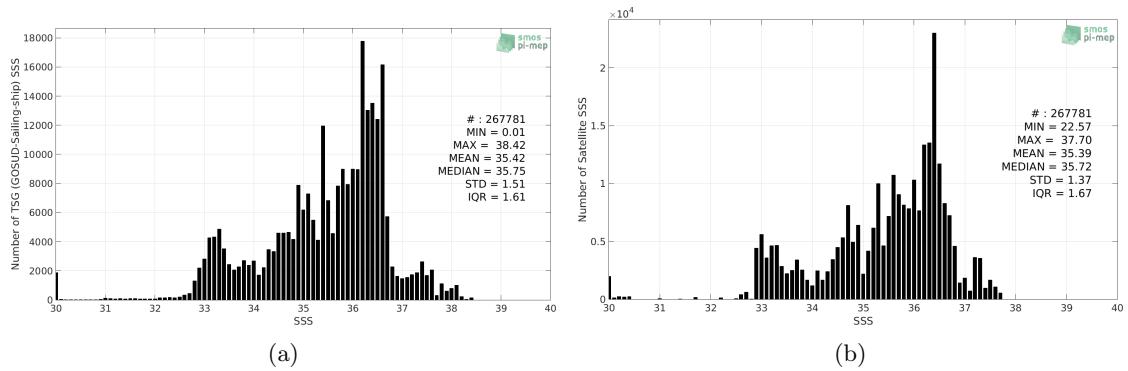 smos
pi-mep
Number of TSG (GOSUD-Sailing-ship) SSS
18000
16000
14000
12000
10000
8000
6000
4000
2000
0
# : 267781
MIN = 0.01
MAX = 38.42
MEAN = 35.42
MEDIAN = 35.75
STD = 1.51
IQR = 1.61
30 31 32 33 34 35 36 37 38 39 40
SSS
(a)
×10⁴
smos
pi-mep
Number of Satellite SSS
2
1.5
1
0.5
0
# : 267781
MIN = 22.57
MAX = 37.70
MEAN = 35.39
MEDIAN = 35.72
STD = 1.37
IQR = 1.67
30 31 32 33 34 35 36 37 38 39 40
SSS
(b)